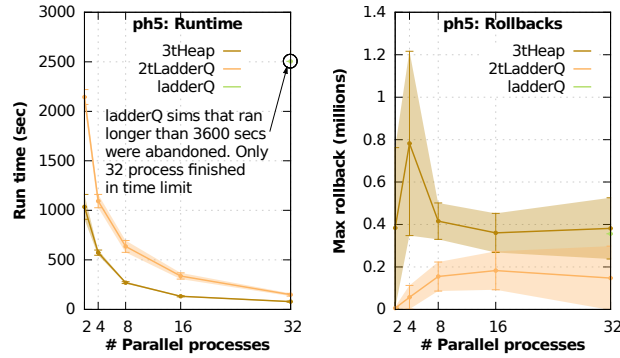 ph5: Runtime
3tHeap
2tLadderQ
ladderQ
ladderQ sims that ran
longer than 3600 secs
were abandoned. Only
32 process finished
in time limit
Run time (sec)
3000
2500
2000
1500
1000
500
0
2 4 8 16 32
# Parallel processes
ph5: Rollbacks
3tHeap
2tLadderQ
ladderQ
Max rollback (millions)
1.4
1.2
1
0.8
0.6
0.4
0.2
0
2 4 8 16 32
# Parallel processes